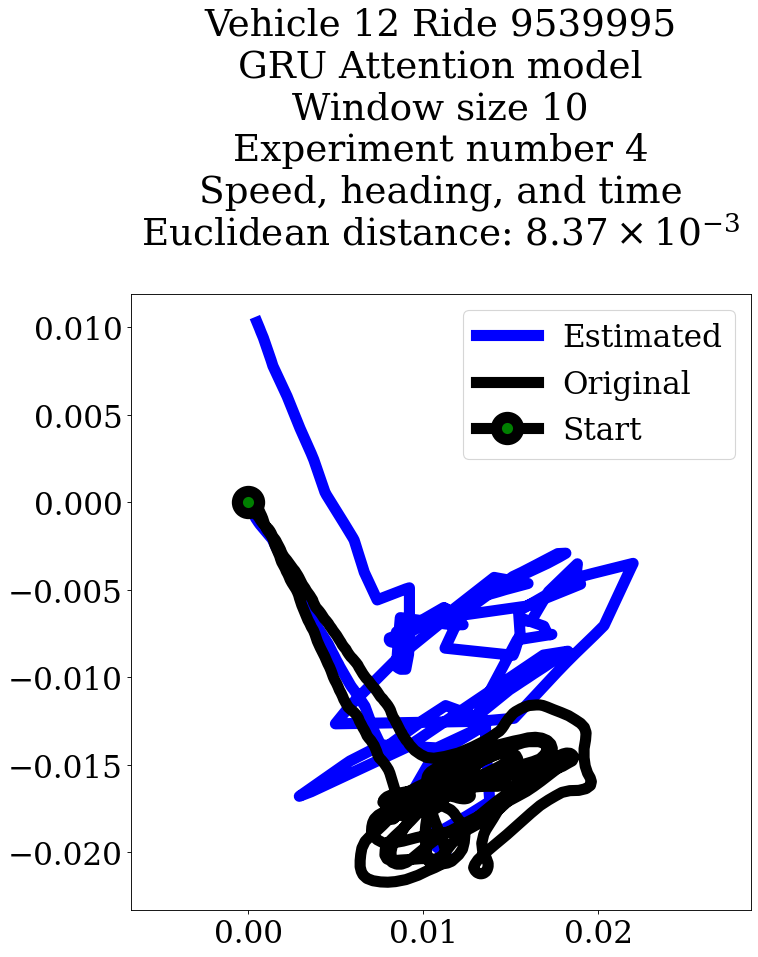 Vehicle 12 Ride 9539995
GRU Attention model
Window size 10
Experiment number 4
Speed, heading, and time
Euclidean distance: 8.37 × 10⁻³
Estimated
Original
Start
0.010
0.005
0.000
−0.005
−0.010
−0.015
−0.020
0.00 0.01 0.02